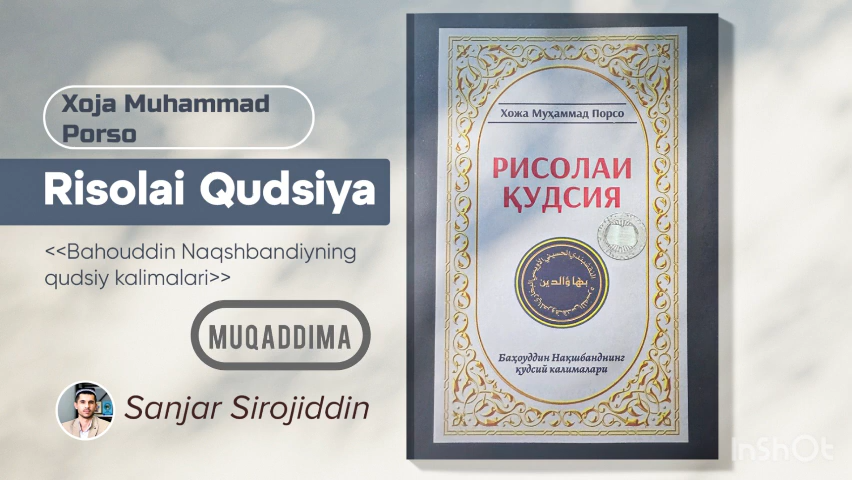 Xoja Muhammad
Porso
Risolai Qudsiya
<<Bahouddin Naqshbandiyning
qudsiy kalimalari>>
MUQADDIMA
Sanjar Sirojiddin
Хожа Муҳаммад Порсо
РИСОЛАИ
ҚУДСИЯ
بهاؤالدين
Баҳоуддин Нақшбанднинг
қудсий калималари
InShOt